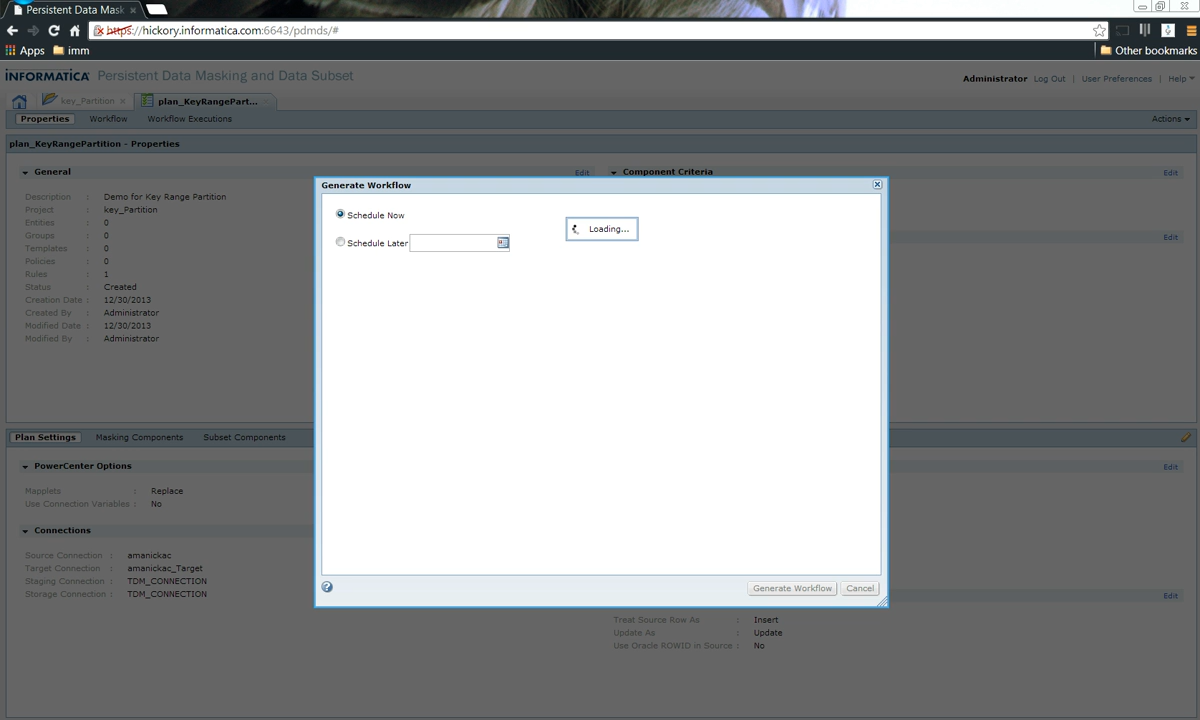 Persistent Data Mask
https://hickory.informatica.com:6643/pdmds/#
Apps imm Other bookmarks
INFORMATICA Persistent Data Masking and Data Subset
Administrator Log Out | User Preferences | Help
key_Partition plan_KeyRangePart...
Properties Workflow Workflow Executions Actions
plan_KeyRangePartition - Properties
General Edit Component Criteria Edit
Description : Demo for Key Range Partition
Project : key_Partition
Entities : 0
Groups : 0
Edit
Templates : 0
Policies : 0
Rules : 1
Status : Created
Creation Date : 12/30/2013
Created By : Administrator
Modified Date : 12/30/2013
Modified By : Administrator
Generate Workflow
Schedule Now
Loading...
Schedule Later
Generate Workflow Cancel
Plan Settings Masking Components Subset Components
PowerCenter Options Edit
Mapplets : Replace
Use Connection Variables : No
Connections
Source Connection : amanickac
Target Connection : amanickac_Target
Staging Connection : TDM_CONNECTION
Storage Connection : TDM_CONNECTION
Edit
Treat Source Row As : Insert
Update As : Update
Use Oracle ROWID in Source : No